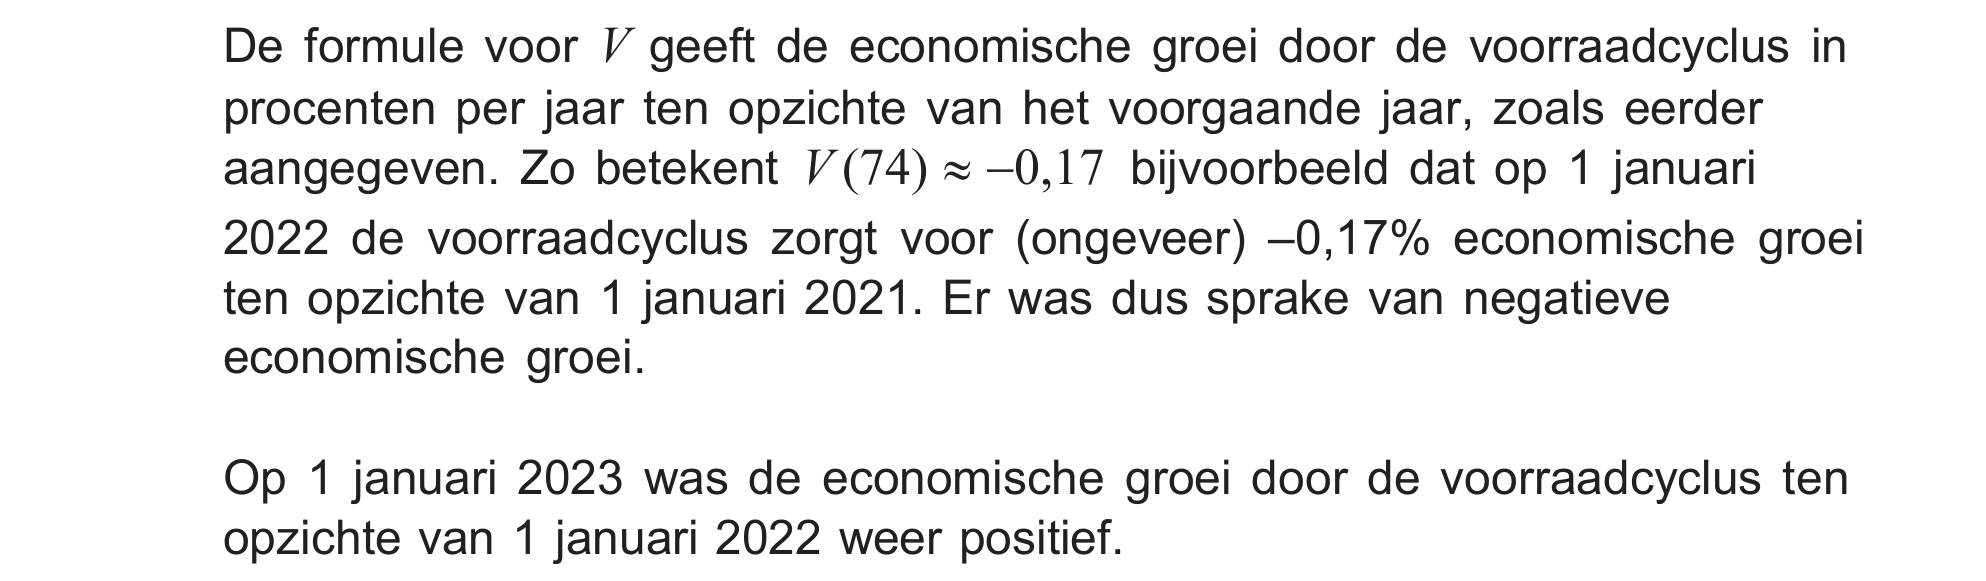 De formule voor V geeft de economische groei door de voorraadcyclus in
procenten per jaar ten opzichte van het voorgaande jaar, zoals eerder
aangegeven. Zo betekent V(74) ≈ –0,17 bijvoorbeeld dat op 1 januari
2022 de voorraadcyclus zorgt voor (ongeveer) –0,17% economische groei
ten opzichte van 1 januari 2021. Er was dus sprake van negatieve
economische groei.
Op 1 januari 2023 was de economische groei door de voorraadcyclus ten
opzichte van 1 januari 2022 weer positief.